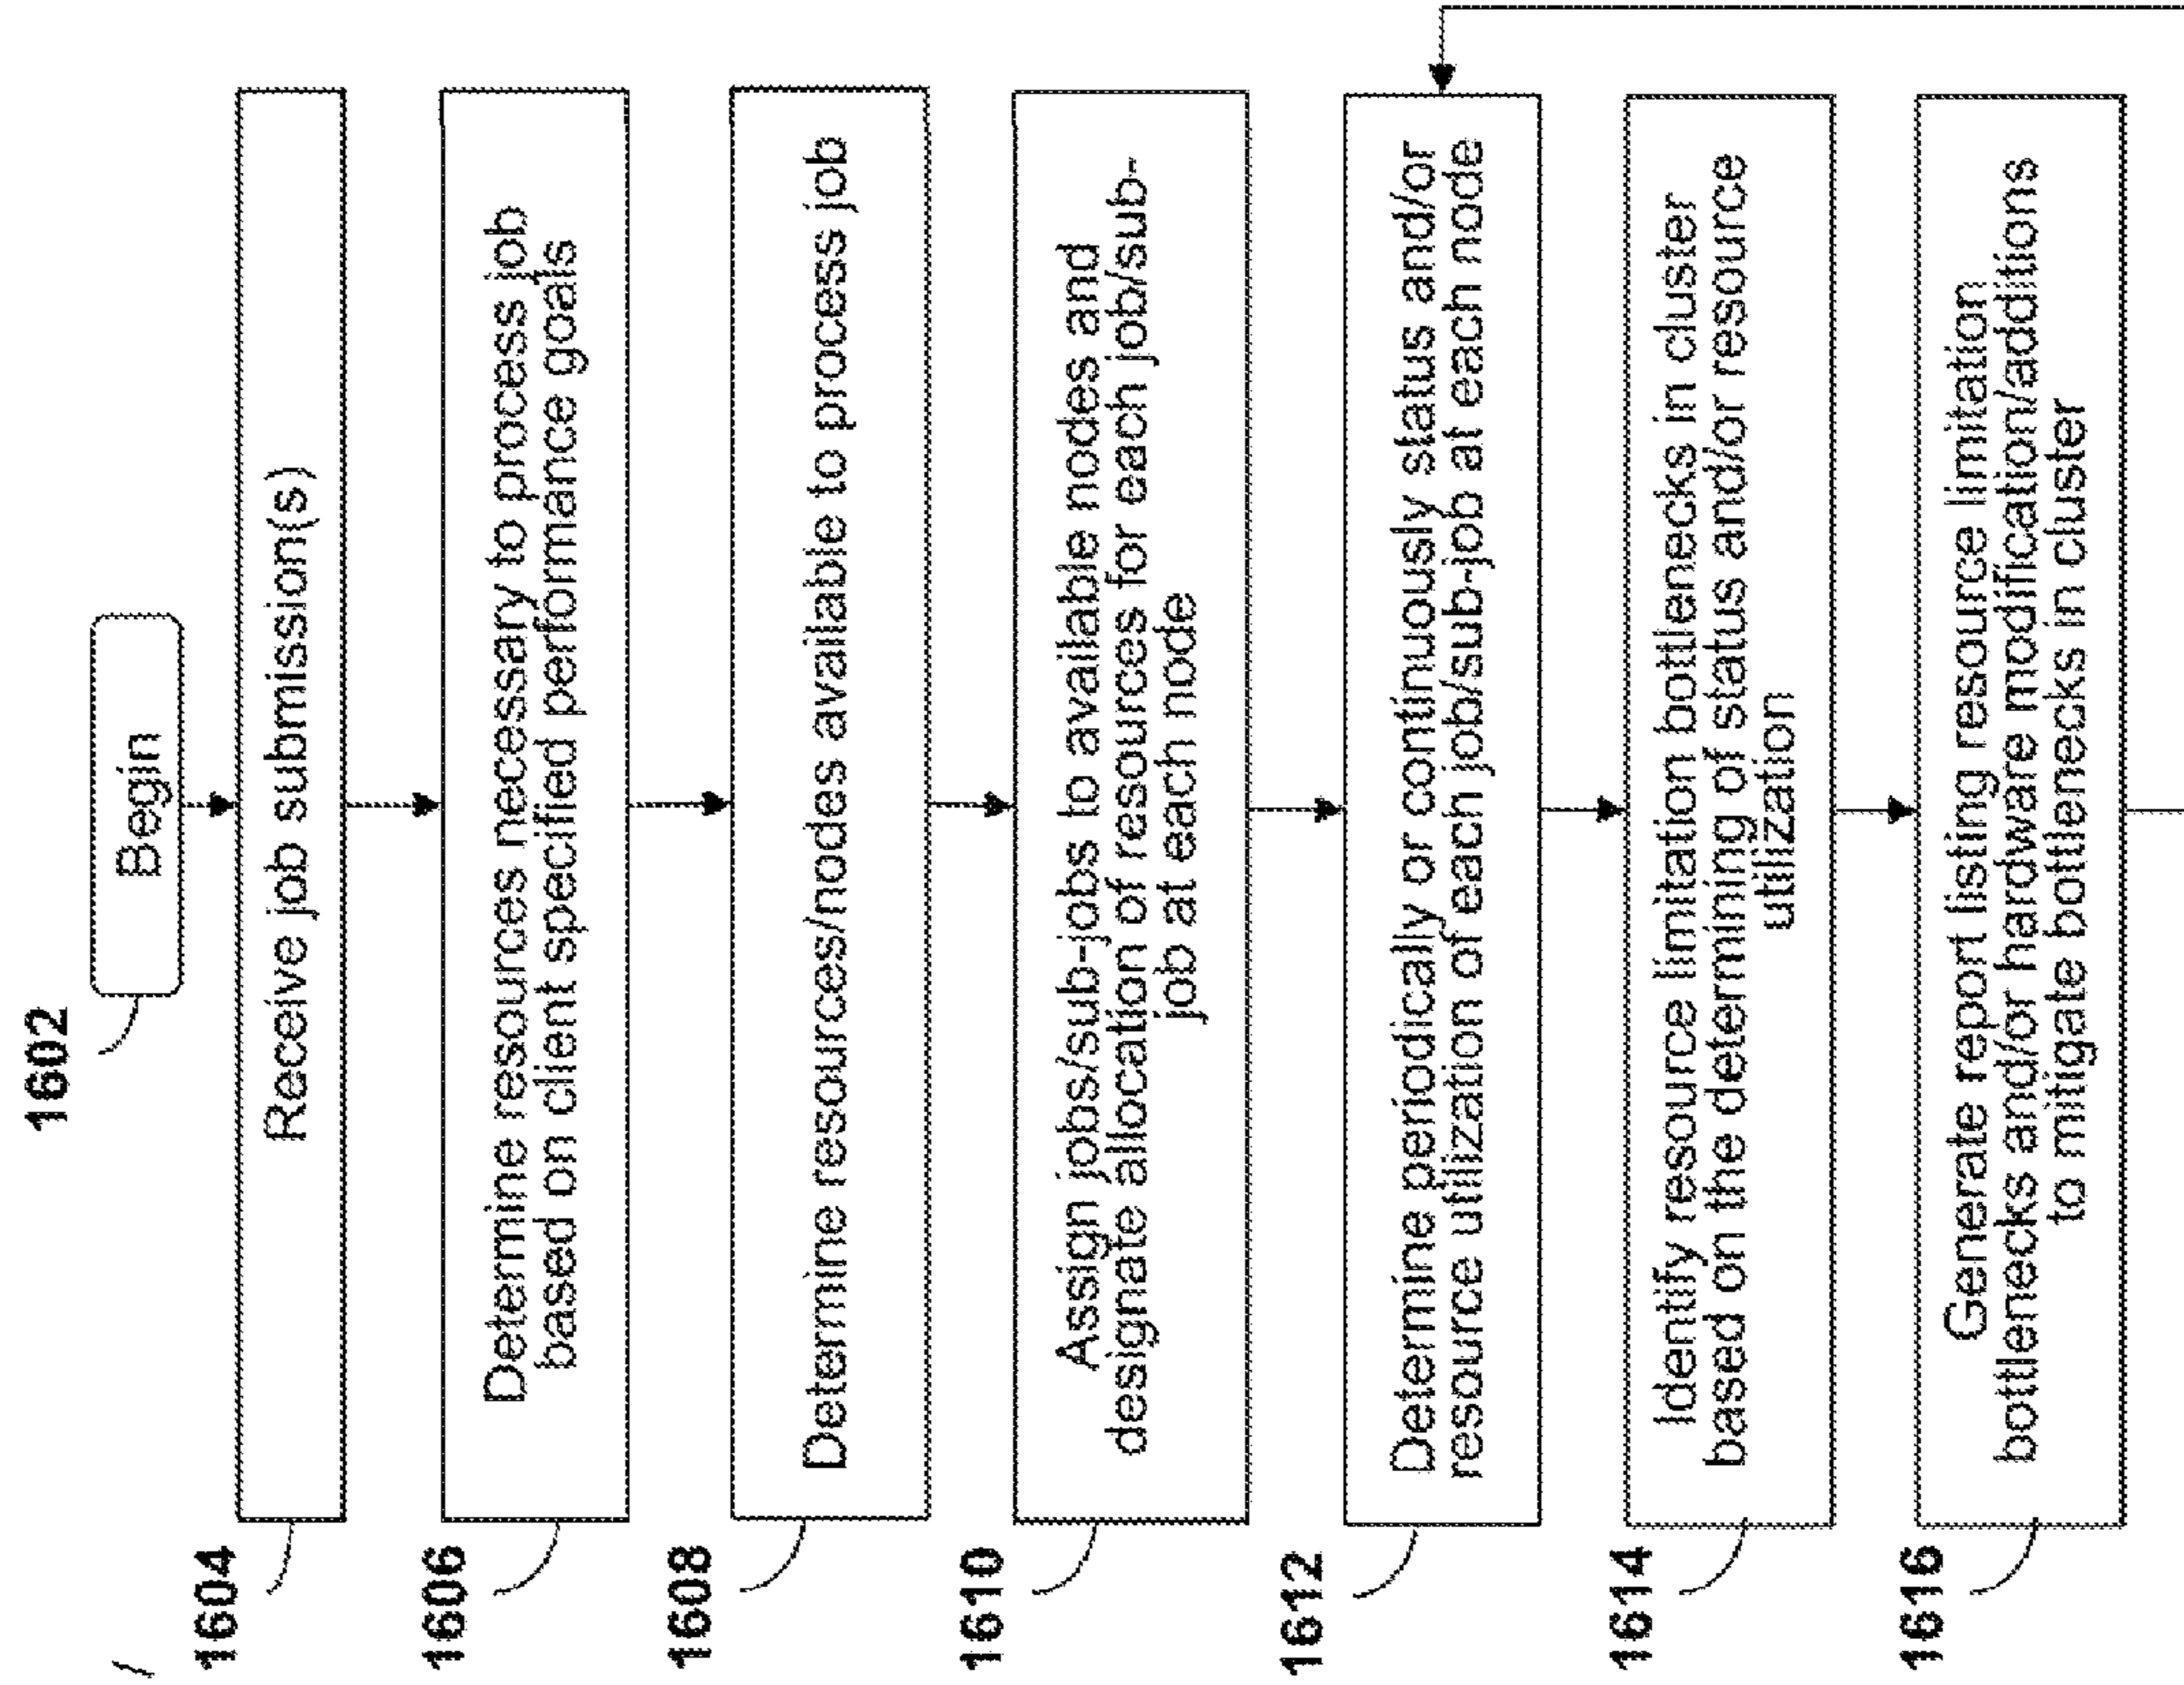 1602
Begin
1604
Receive job submission(s)
1606
Determine resources necessary to process job
based on client specified performance goals
1608
Determine resources/nodes available to process job
1610
Assign jobs/sub-jobs to available nodes and
designate allocation of resources for each job/sub-
job at each node
1612
Determine periodically or continuously status and/or
resource utilization of each job/sub-job at each node
1614
Identify resource limitation bottlenecks in cluster
based on the determining of status and/or resource
utilization
1616
Generate report listing resource limitation
bottlenecks and/or hardware modification/additions
to mitigate bottlenecks in cluster